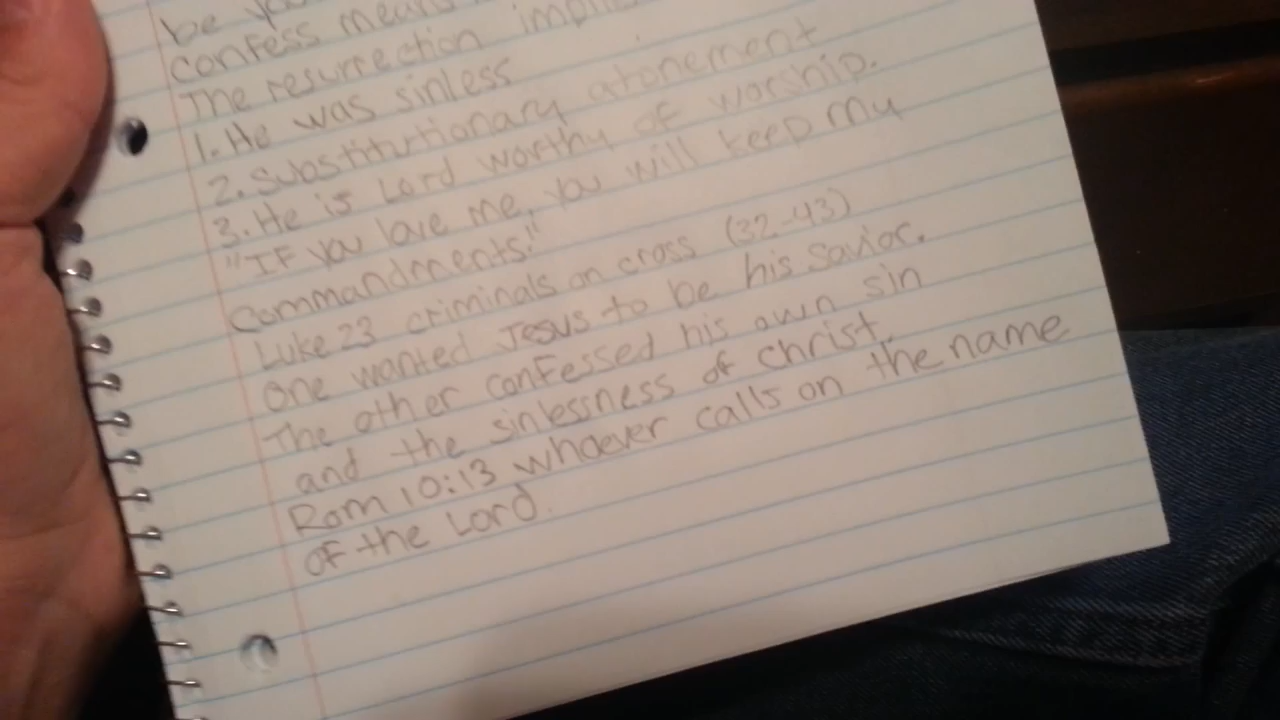 be
confess means
The resurrection
1. He was sinless
2. Substitutionary atonement
3. He is Lord worthy of worship.
"IF you love me, you will keep my
commandments."
Luke 23 criminals on cross (32-43)
one wanted Jesus to be his savior.
The other confessed his own sin
and the sinlessness of christ.
Rom 10:13 whoever calls on the name
OF the Lord.